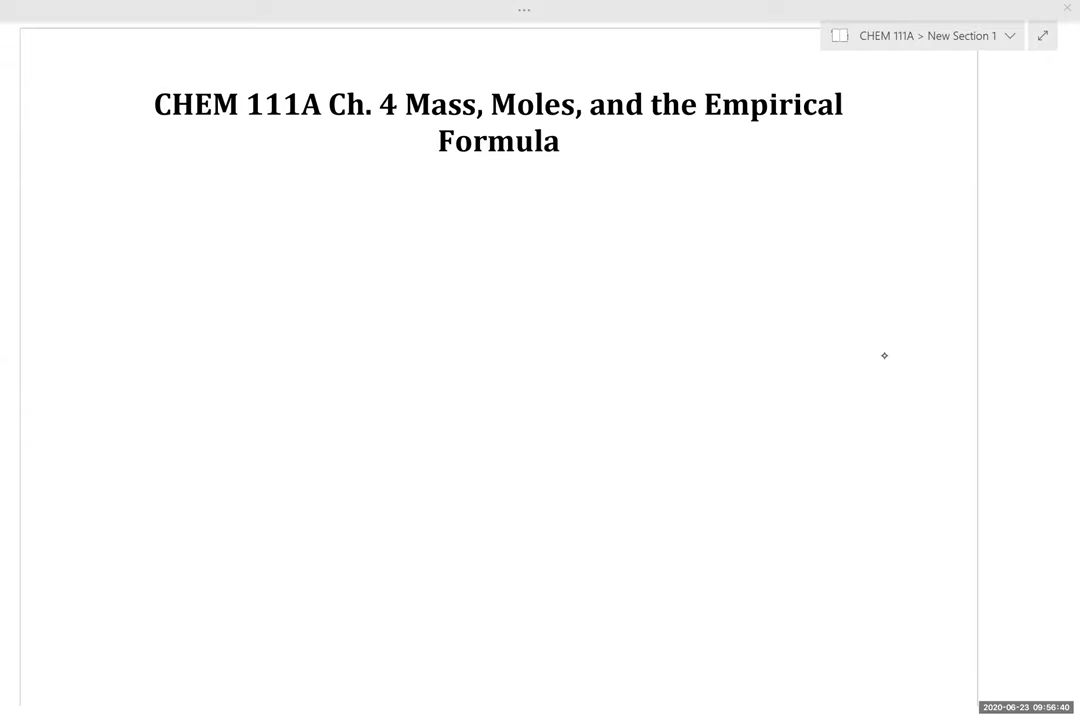 CHEM 111A > New Section 1
CHEM 111A Ch. 4 Mass, Moles, and the Empirical
Formula
2020-06-23 09:56:40